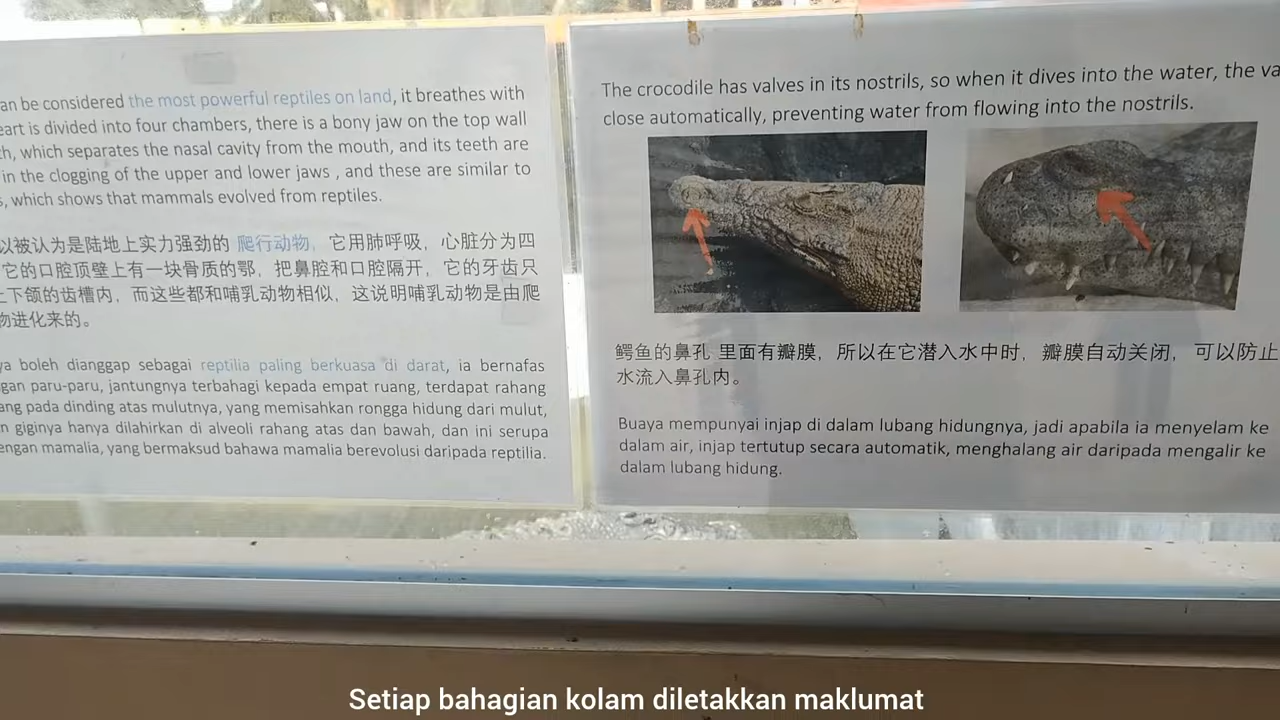 an be considered the most powerful reptiles on land, it breathes with
eart is divided into four chambers, there is a bony jaw on the top wall
th, which separates the nasal cavity from the mouth, and its teeth are
in the clogging of the upper and lower jaws , and these are similar to
s, which shows that mammals evolved from reptiles.
以被认为是陆地上实力强劲的 爬行动物，它用肺呼吸，心脏分为四
它的口腔顶壁上有一块骨质的鄂，把鼻腔和口腔隔开，它的牙齿只
上下颌的齿槽内，而这些都和哺乳动物相似，这说明哺乳动物是由爬
物进化来的。
ya boleh dianggap sebagai reptilia paling berkuasa di darat, ia bernafas
gan paru-paru, jantungnya terbahagi kepada empat ruang, terdapat rahang
ang pada dinding atas mulutnya, yang memisahkan rongga hidung dari mulut,
n giginya hanya dilahirkan di alveoli rahang atas dan bawah, dan ini serupa
engan mamalia, yang bermaksud bahawa mamalia berevolusi daripada reptilia.
The crocodile has valves in its nostrils, so when it dives into the water, the va
close automatically, preventing water from flowing into the nostrils.
鳄鱼的鼻孔 里面有瓣膜，所以在它潜入水中时，瓣膜自动关闭，可以防止
水流入鼻孔内。
Buaya mempunyai injap di dalam lubang hidungnya, jadi apabila ia menyelam ke
dalam air, injap tertutup secara automatik, menghalang air daripada mengalir ke
dalam lubang hidung.
Setiap bahagian kolam diletakkan maklumat